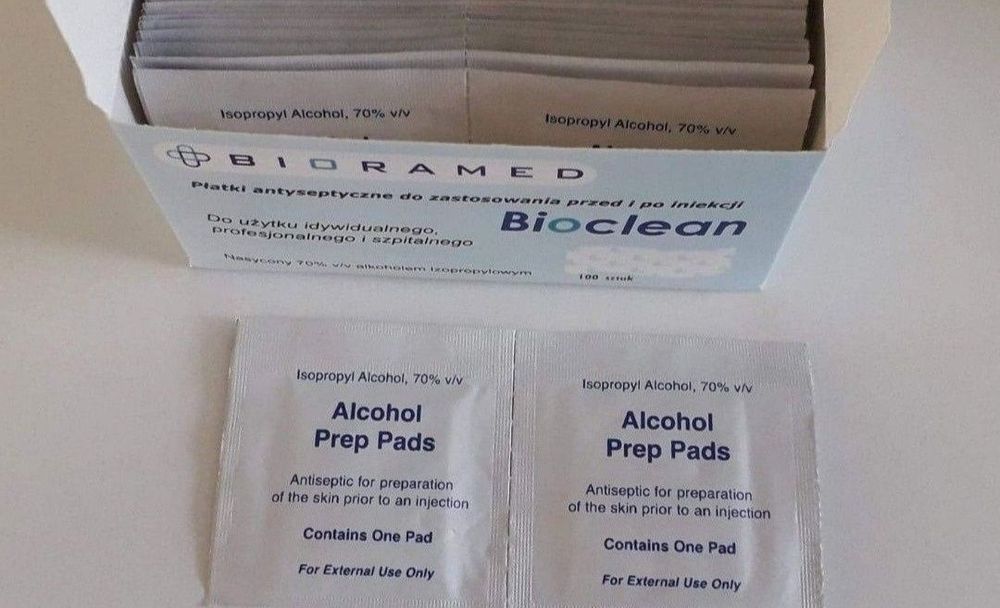 Isopropyl Alcohol, 70% v/v
Isopropyl Alcohol, 70% v/v
BIORAMED
Płatki antyseptyczne do zastosowania przed i po iniekcji
Bioclean
Do użytku idywidualnego,
profesjonalnego i szpitalnego
Nasycony 70% v/v alkoholem izopropylowym
100 sztuk
Isopropyl Alcohol, 70% v/v
Alcohol
Prep Pads
Antiseptic for preparation
of the skin prior to an injection
Contains One Pad
For External Use Only
Isopropyl Alcohol, 70% v/v
Alcohol
Prep Pads
Antiseptic for preparation
of the skin prior to an injection
Contains One Pad
For External Use Only